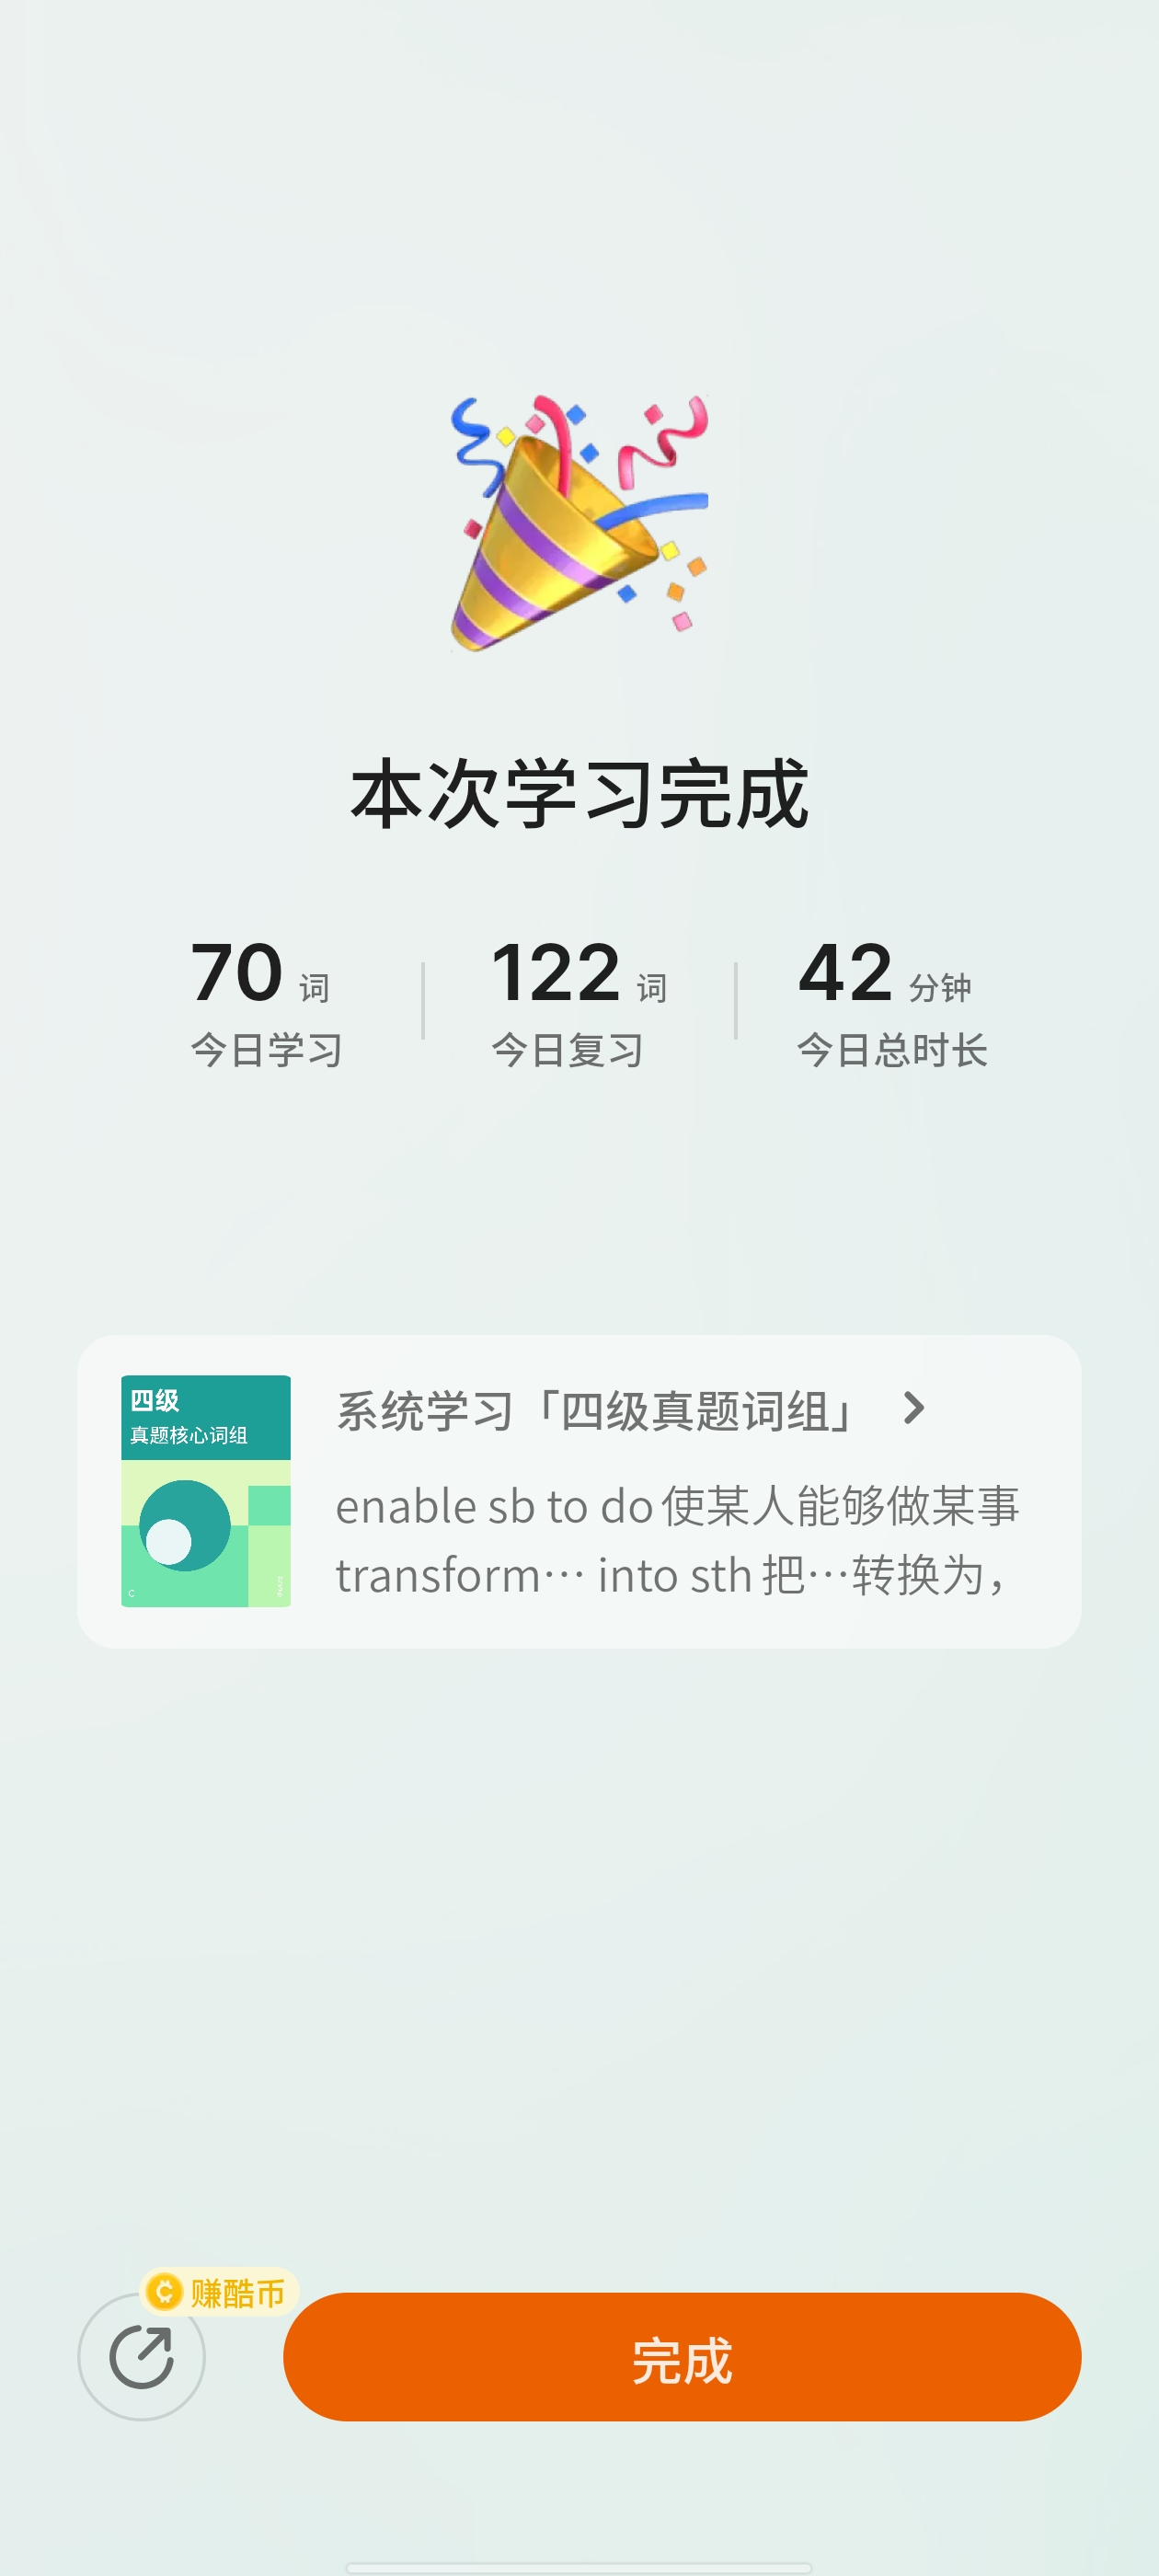 本次学习完成
70 词
今日学习
122 词
今日复习
42 分钟
今日总时长
四级
真题核心词组
系统学习「四级真题词组」
enable sb to do 使某人能够做某事
transform… into sth 把…转换为，
C
赚酷币
完成